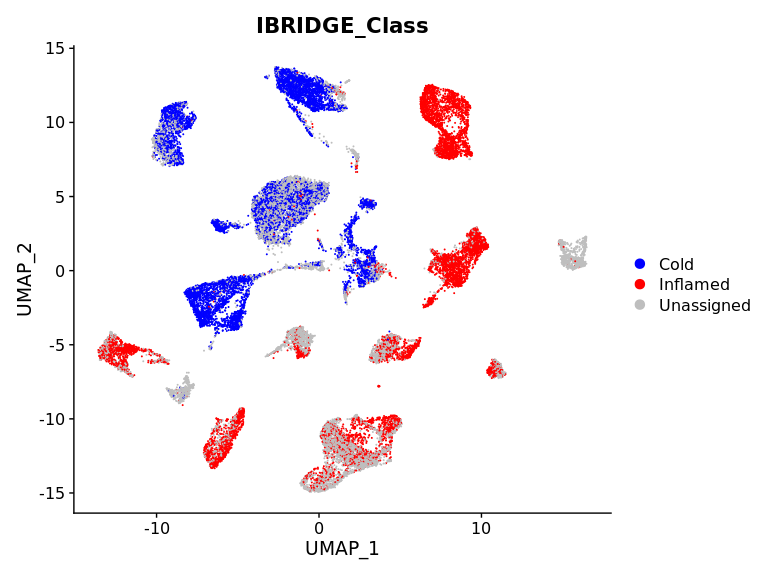 IBRIDGE_Class
15
10
5
0
-5
-10
-15
UMAP_2
-10
0
10
UMAP_1
Cold
Inflamed
Unassigned